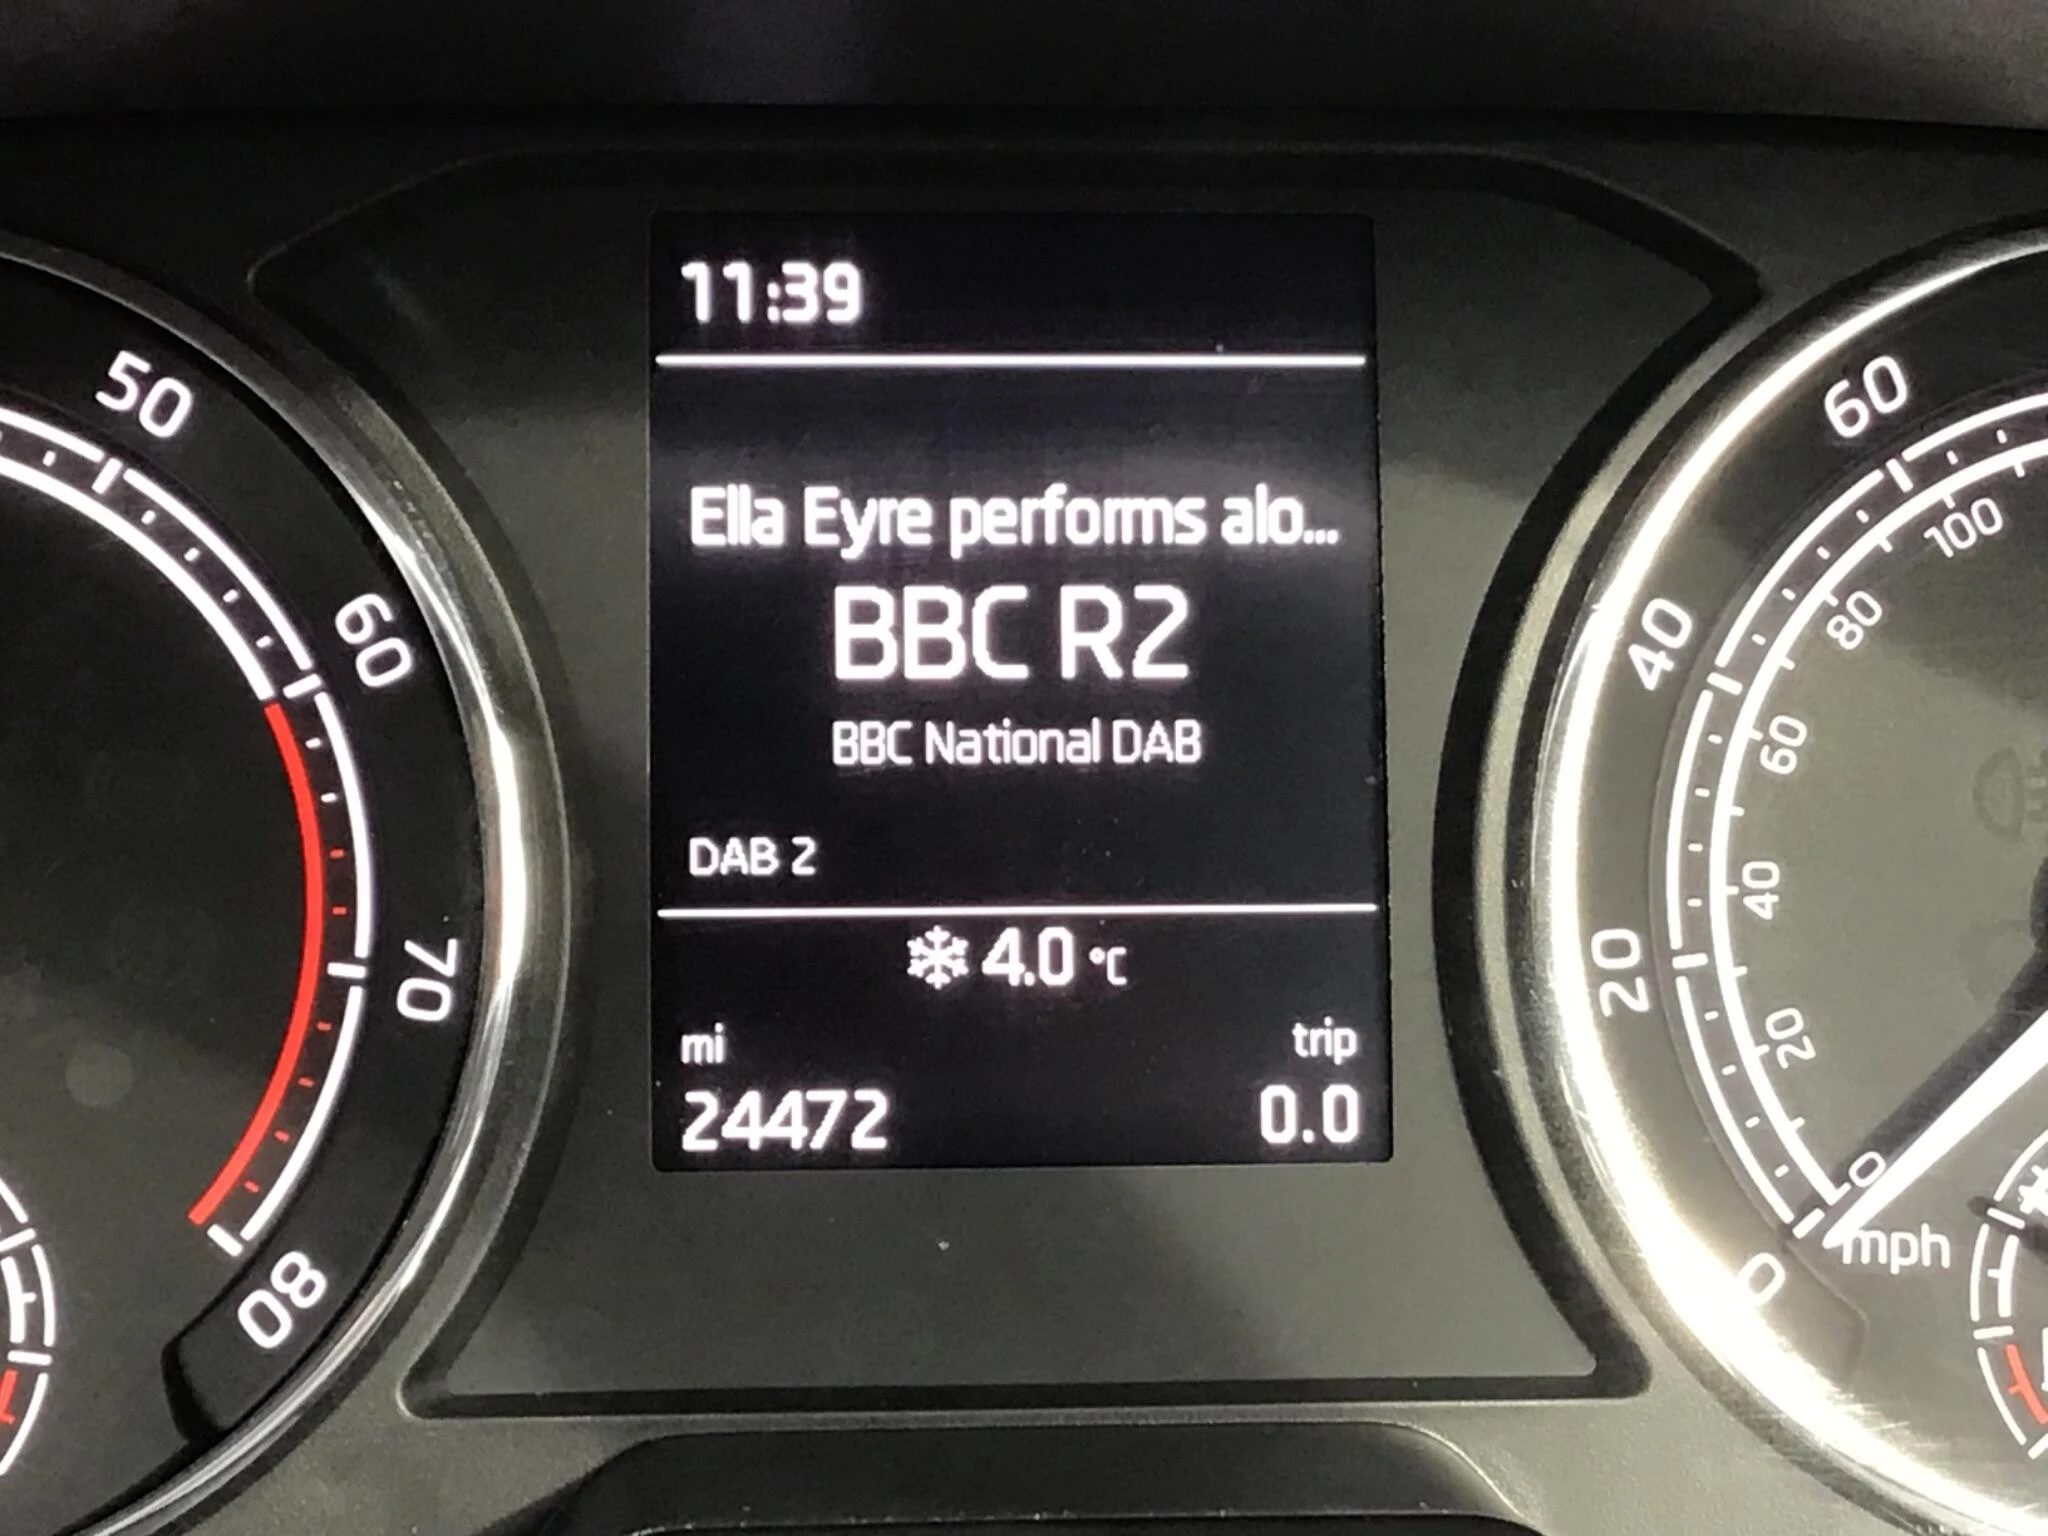 11:39
Ella Eyre performs alo...
BBC R2
BBC National DAB
DAB 2
4.0 °C
mi
trip
24472
0.0
50
60
70
80
60
40
20
0
100
80
60
40
20
0
mph